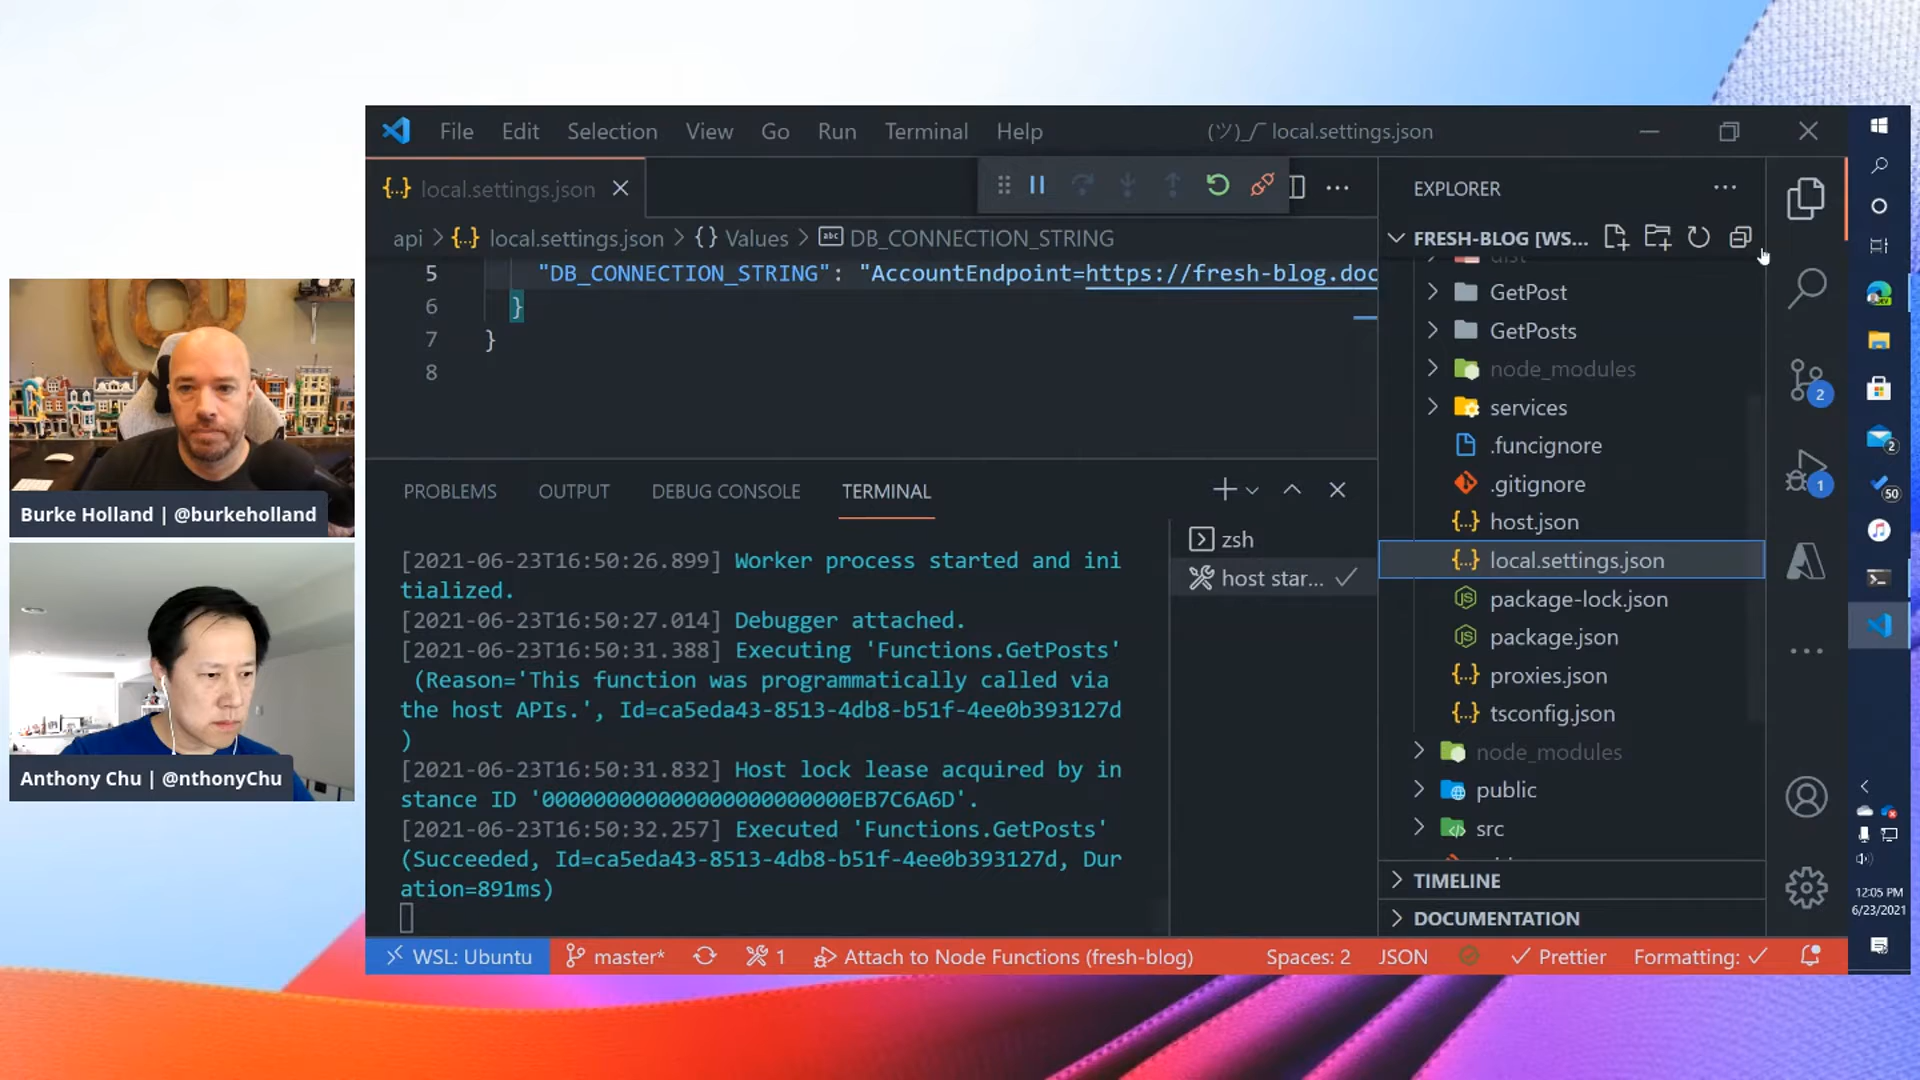 File Edit Selection View Go Run Terminal Help
(ツ)_/¯ local.settings.json
{..} local.settings.json
api > {..} local.settings.json > {} Values > abc DB_CONNECTION_STRING
5 "DB_CONNECTION_STRING": "AccountEndpoint=https://fresh-blog.doc
6 }
7 }
8
PROBLEMS OUTPUT DEBUG CONSOLE TERMINAL
[2021-06-23T16:50:26.899] Worker process started and ini
tialized.
[2021-06-23T16:50:27.014] Debugger attached.
[2021-06-23T16:50:31.388] Executing 'Functions.GetPosts'
(Reason='This function was programmatically called via
the host APIs.', Id=ca5eda43-8513-4db8-b51f-4ee0b393127d
)
[2021-06-23T16:50:31.832] Host lock lease acquired by in
stance ID '000000000000000000000000EB7C6A6D'.
[2021-06-23T16:50:32.257] Executed 'Functions.GetPosts'
(Succeeded, Id=ca5eda43-8513-4db8-b51f-4ee0b393127d, Dur
ation=891ms)
zsh
host star...
EXPLORER
FRESH-BLOG [WS...
dist
GetPost
GetPosts
node_modules
services
.funcignore
.gitignore
{..} host.json
{..} local.settings.json
package-lock.json
package.json
{..} proxies.json
{..} tsconfig.json
node_modules
public
src
TIMELINE
DOCUMENTATION
2
1
2
50
12:05 PM
6/23/2021
WSL: Ubuntu master* 1 Attach to Node Functions (fresh-blog) Spaces: 2 JSON Prettier Formatting:
Burke Holland | @burkeholland
Anthony Chu | @nthonyChu